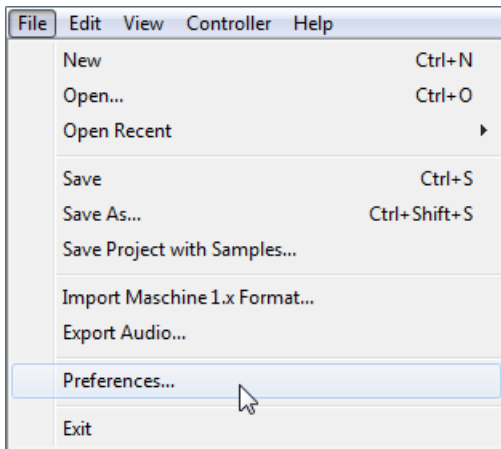 File Edit View Controller Help
New Ctrl+N
Open... Ctrl+O
Open Recent
Save Ctrl+S
Save As... Ctrl+Shift+S
Save Project with Samples...
Import Maschine 1.x Format...
Export Audio...
Preferences...
Exit